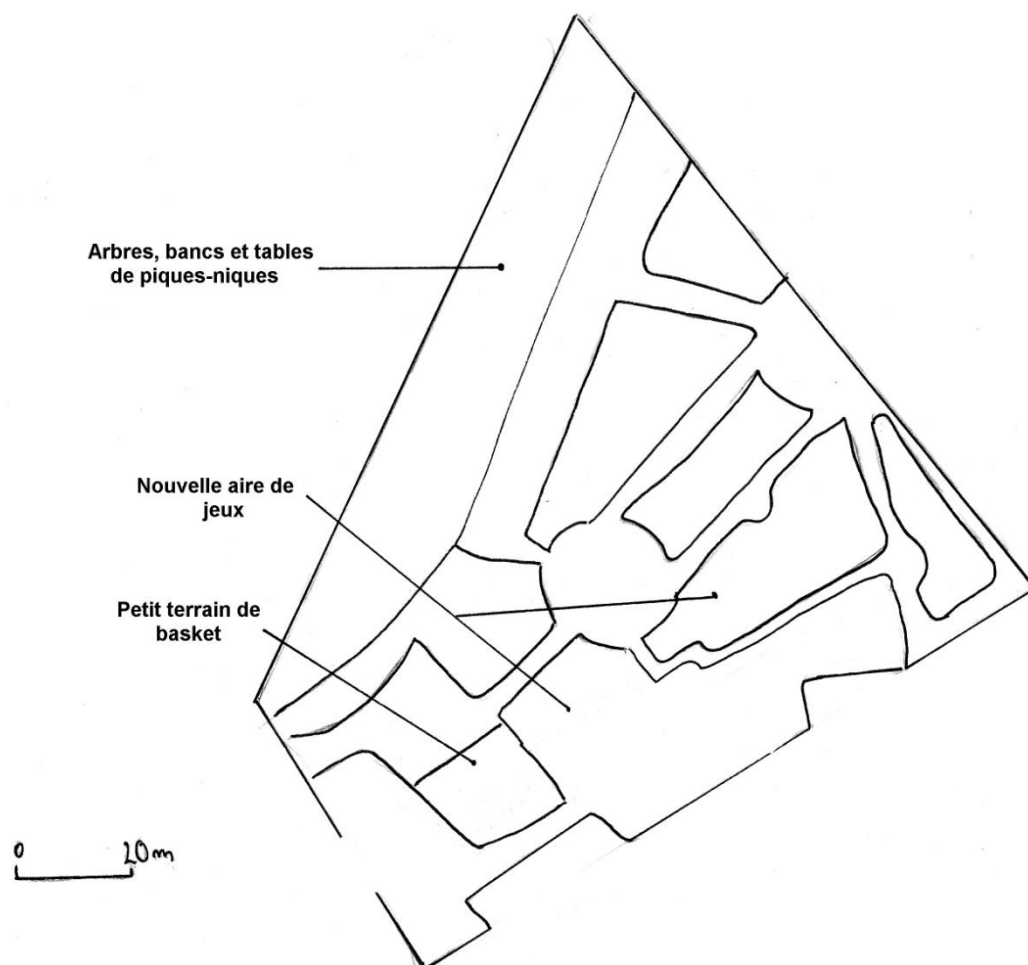 Arbres, bancs et tables
de piques-niques
Nouvelle aire de
jeux
Petit terrain de
basket
0 20m